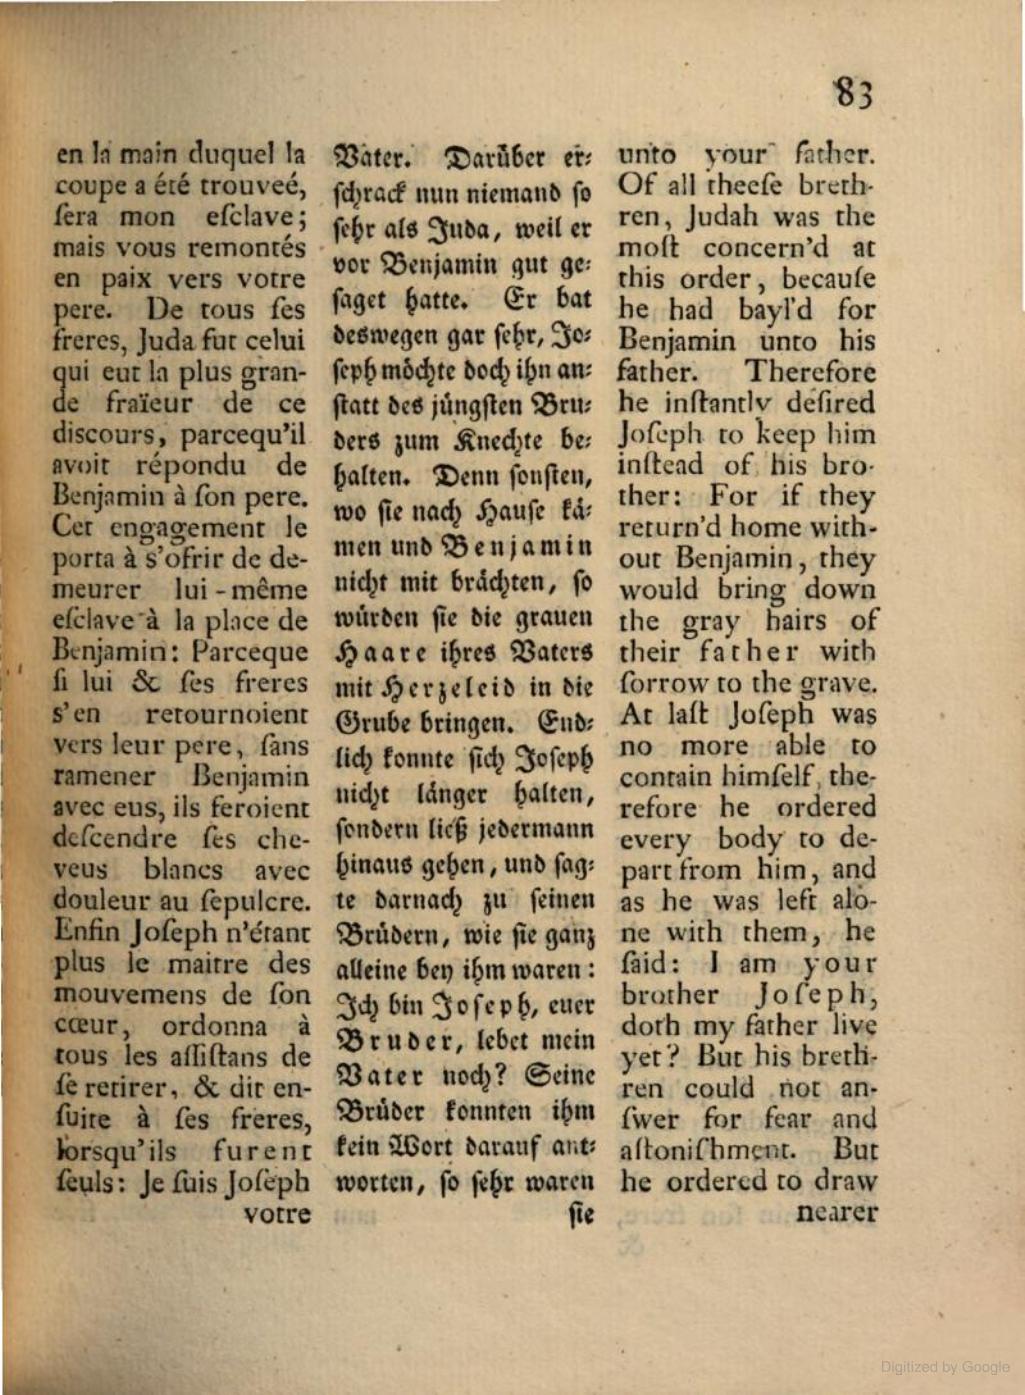 83
en la main duquel la
coupe a été trouveé,
ſera mon eſclave;
mais vous remontés
en paix vers votre
pere. De tous ſes
freres, Juda fut celui
qui eut la plus gran-
de fraïeur de ce
discours, parcequ'il
avoit répondu de
Benjamin à ſon pere.
Cet engagement le
porta à s'ofrir de de-
meurer lui-même
eſclave à la place de
Benjamin: Parceque
ſi lui & ſes freres
s'en retournoient
vers leur pere, ſans
ramener Benjamin
avec eus, ils feroient
deſcendre ſes che-
veus blancs avec
douleur au ſepulcre.
Enfin Joſeph n'étant
plus le maitre des
mouvemens de ſon
cœur, ordonna à
tous les aſſiſtans de
ſe retirer, & dit en-
ſuite à ſes freres,
lorsqu'ils furent
ſeuls: Je ſuis Joſeph
votre
Vater. Darüber er-
ſchrack nun niemand ſo
ſehr als Juda, weil er
vor Benjamin gut ge-
ſaget hatte. Er bat
deswegen gar ſehr, Jo-
ſeph möchte doch ihn an-
ſtatt des jüngſten Bru-
ders zum Knechte be-
halten. Denn ſonſten,
wo ſie nach Hauſe kä-
men und Benjamin
nicht mit brächten, ſo
würden ſie die grauen
Haare ihres Vaters
mit Herzeleid in die
Grube bringen. End-
lich konnte ſich Joſeph
nicht länger halten,
ſondern ließ jedermann
hinaus gehen, und ſag-
te darnach zu ſeinen
Brüdern, wie ſie ganz
alleine bey ihm waren:
Ich bin Joſeph, euer
Bruder, lebet mein
Vater noch? Seine
Brüder konnten ihm
kein Wort darauf ant-
worten, ſo ſehr waren
ſie
unto your father.
Of all theeſe breth-
ren, Judah was the
moſt concern'd at
this order, becauſe
he had bayl'd for
Benjamin unto his
father. Therefore
he inſtantly deſired
Joſeph to keep him
inſtead of his bro-
ther: For if they
return'd home with-
out Benjamin, they
would bring down
the gray hairs of
their father with
ſorrow to the grave.
At laſt Joſeph was
no more able to
contain himſelf, the-
refore he ordered
every body to de-
part from him, and
as he was left alo-
ne with them, he
ſaid: I am your
brother Joſeph,
doth my father live
yet? But his breth-
ren could not an-
ſwer for fear and
aſtoniſhment. But
he ordered to draw
nearer
Digitized by Google